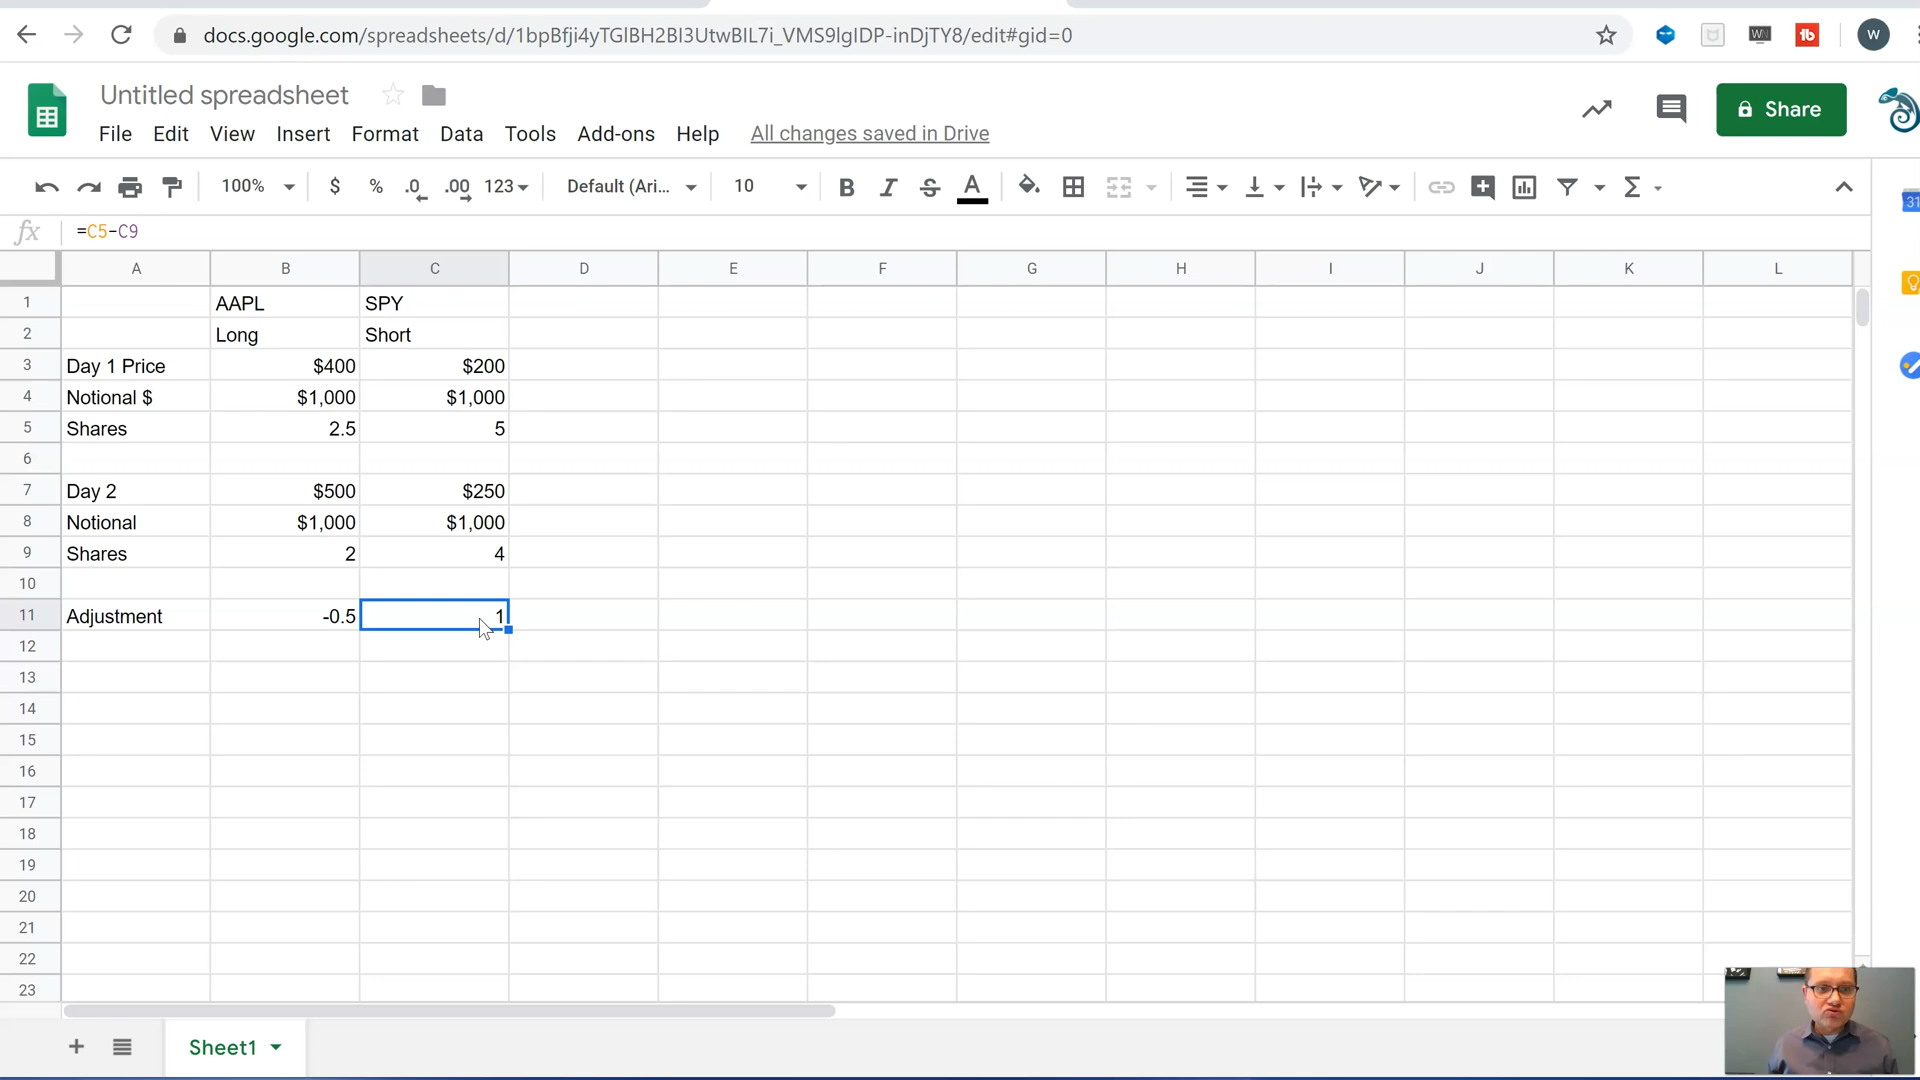 docs.google.com/spreadsheets/d/1bpBfji4yTGlBH2BI3UtwBIL7i_VMS9lgIDP-inDjTY8/edit#gid=0
W
Untitled spreadsheet
File Edit View Insert Format Data Tools Add-ons Help All changes saved in Drive
Share
100% $ % .0 .00 123 Default (Ari... 10 B I S A
fx =C5-C9
A B C D E F G H I J K L
1 AAPL SPY
2 Long Short
3 Day 1 Price $400 $200
4 Notional $ $1,000 $1,000
5 Shares 2.5 5
6
7 Day 2 $500 $250
8 Notional $1,000 $1,000
9 Shares 2 4
10
11 Adjustment -0.5 1
12
13
14
15
16
17
18
19
20
21
22
23
Sheet1